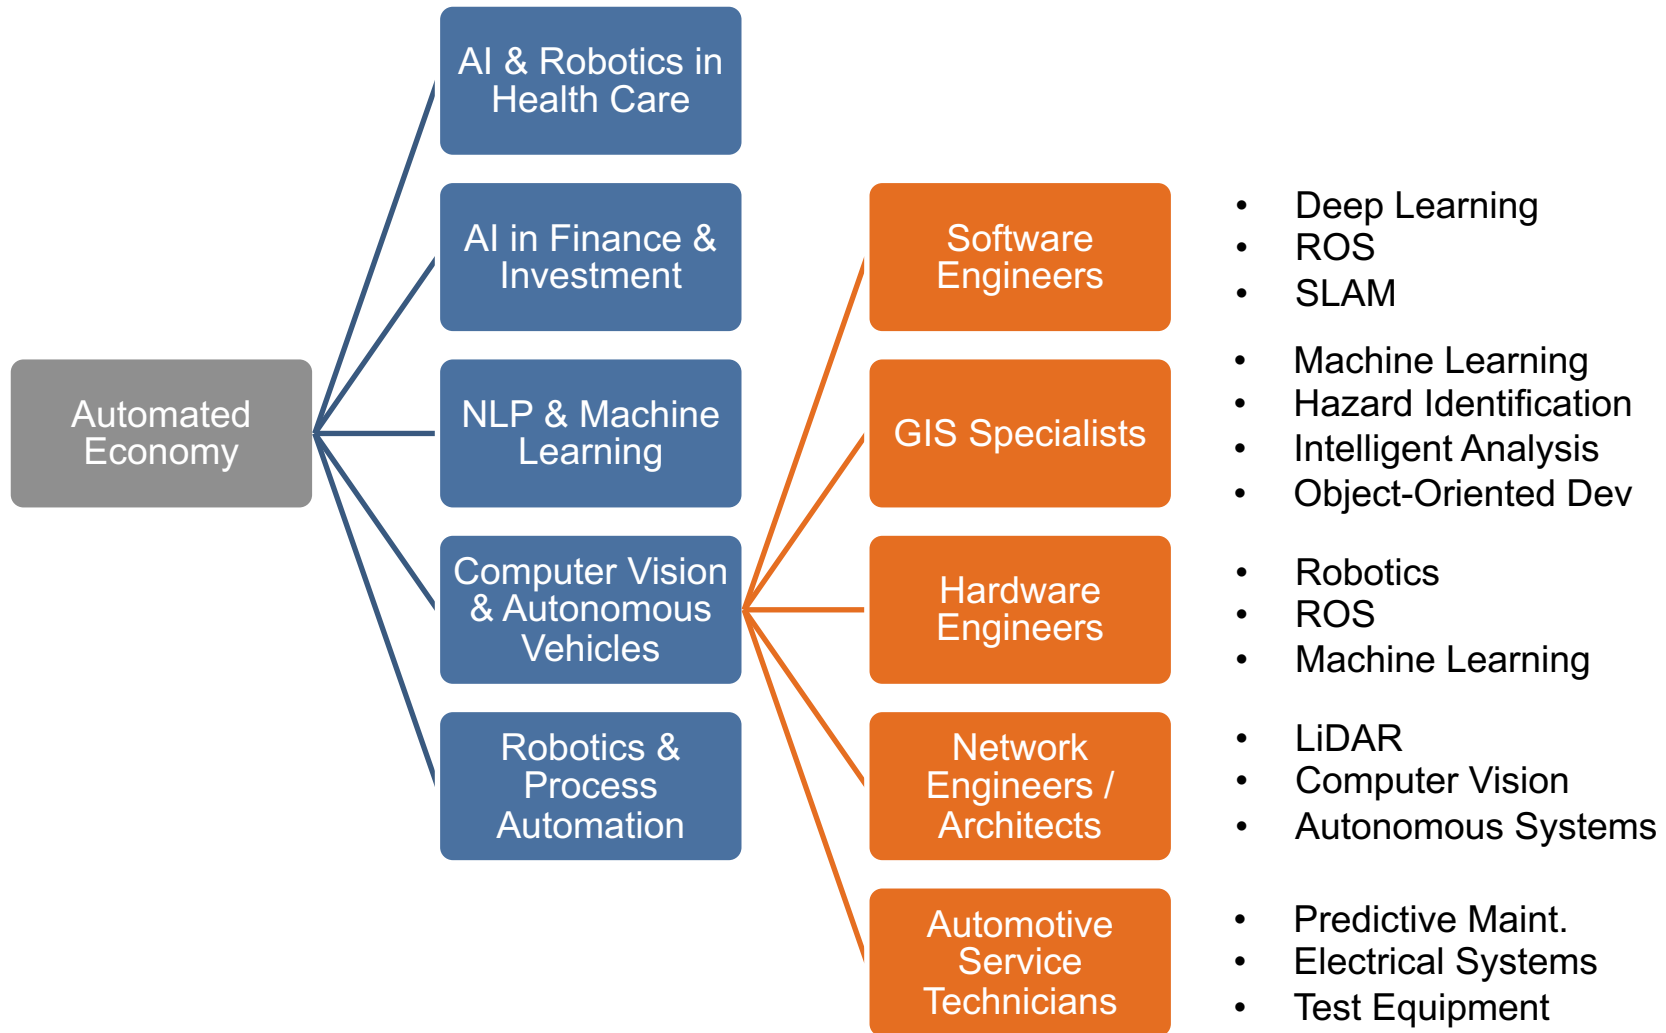 Automated
Economy
AI & Robotics in
Health Care
AI in Finance &
Investment
NLP & Machine
Learning
Computer Vision
& Autonomous
Vehicles
Robotics &
Process
Automation
Software
Engineers
• Deep Learning
• ROS
• SLAM
GIS Specialists
• Machine Learning
• Hazard Identification
• Intelligent Analysis
• Object-Oriented Dev
Hardware
Engineers
• Robotics
• ROS
• Machine Learning
Network
Engineers /
Architects
• LiDAR
• Computer Vision
• Autonomous Systems
Automotive
Service
Technicians
• Predictive Maint.
• Electrical Systems
• Test Equipment